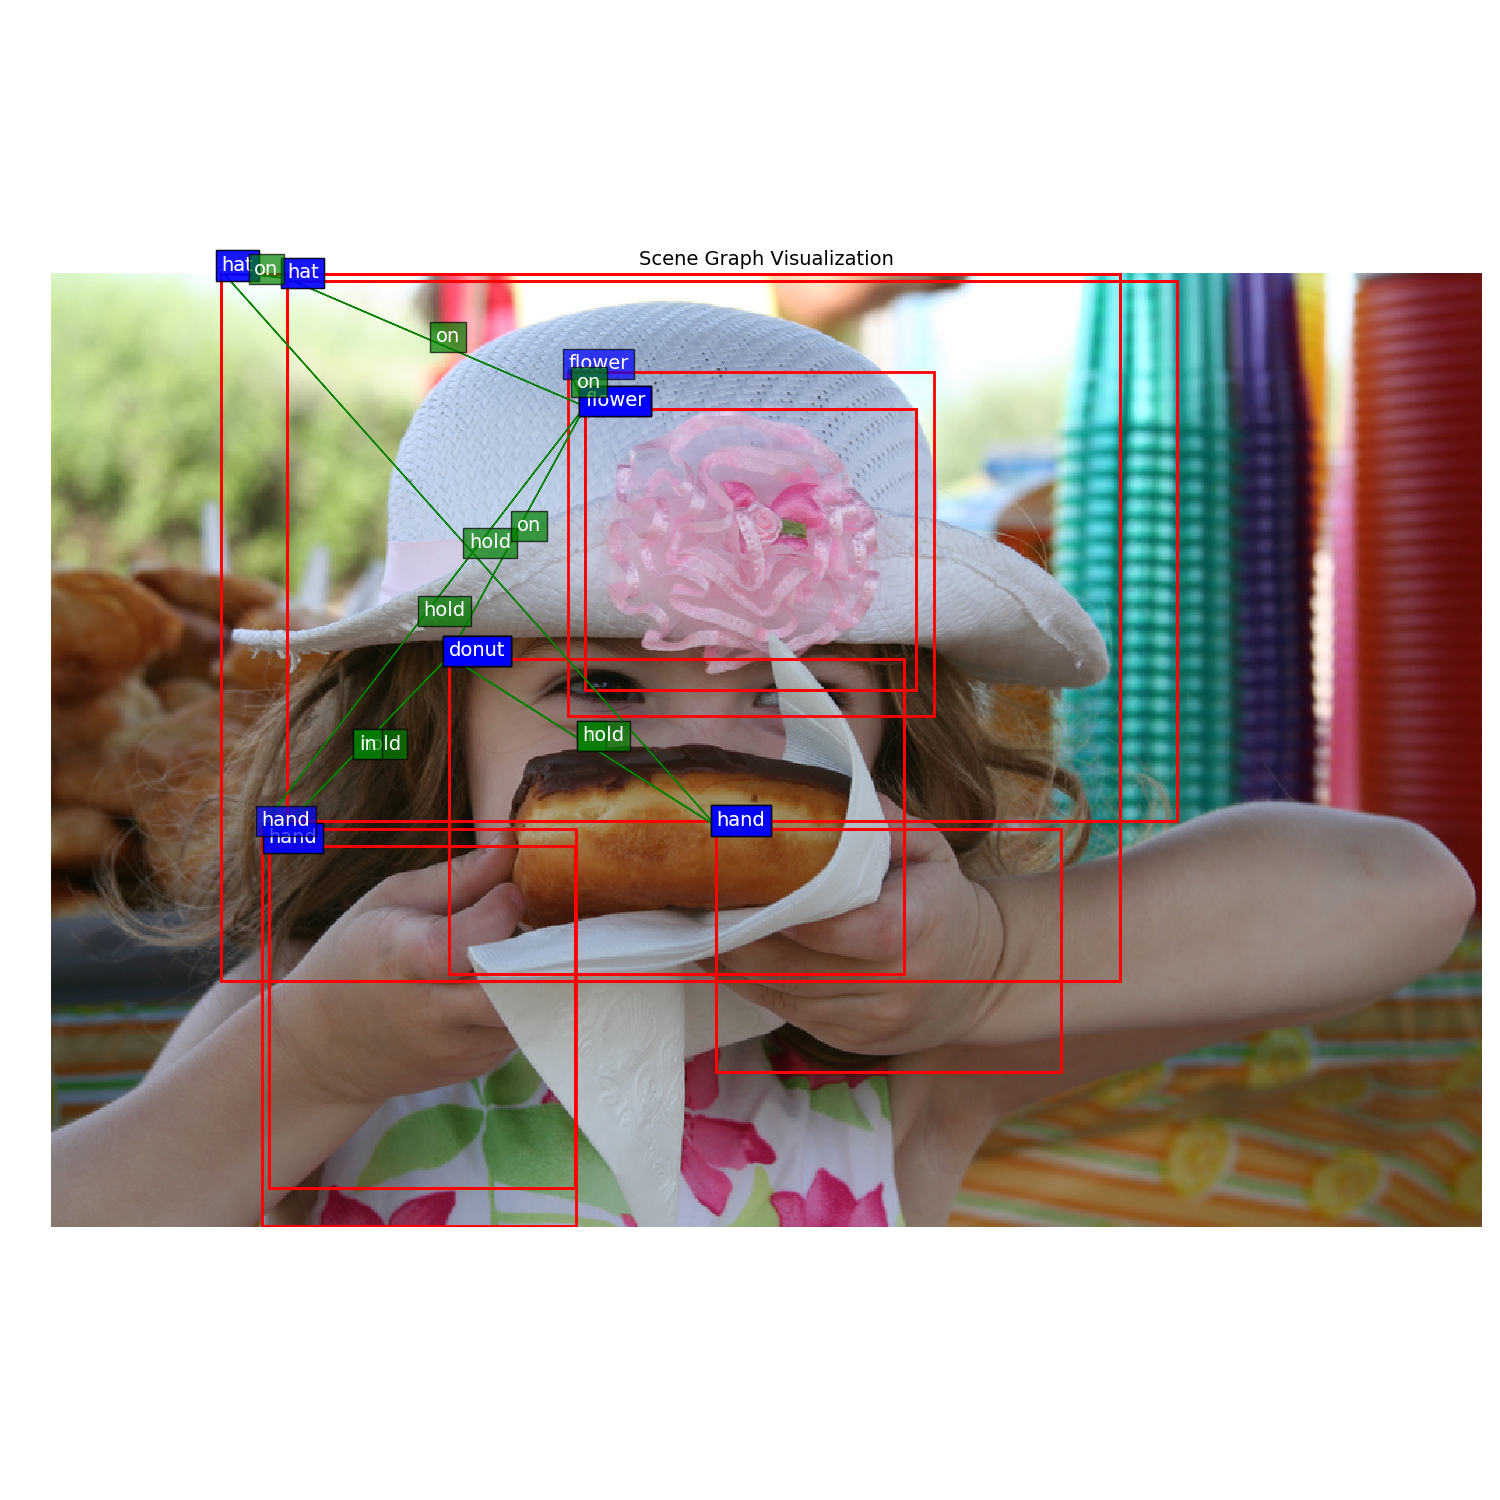 Scene Graph Visualization
hat
on
hat
on
flower
on
flower
on
hold
hold
donut
in
hold
hand
hand
hand